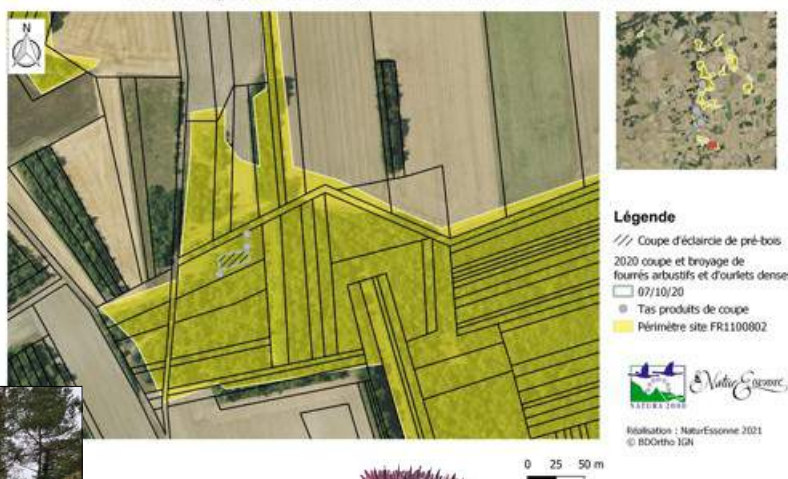 N
Légende
Coupe d'éclaircie de pré-bois
2020 coupe et broyage de
fourrés arbustifs et d'ourlets denses
07/10/20
Tas produits de coupe
Périmètre site FR1100802
NATURA 2000
NaturEssonne
Réalisation : NaturEssonne 2021
© BDOrtho IGN
0 25 50 m